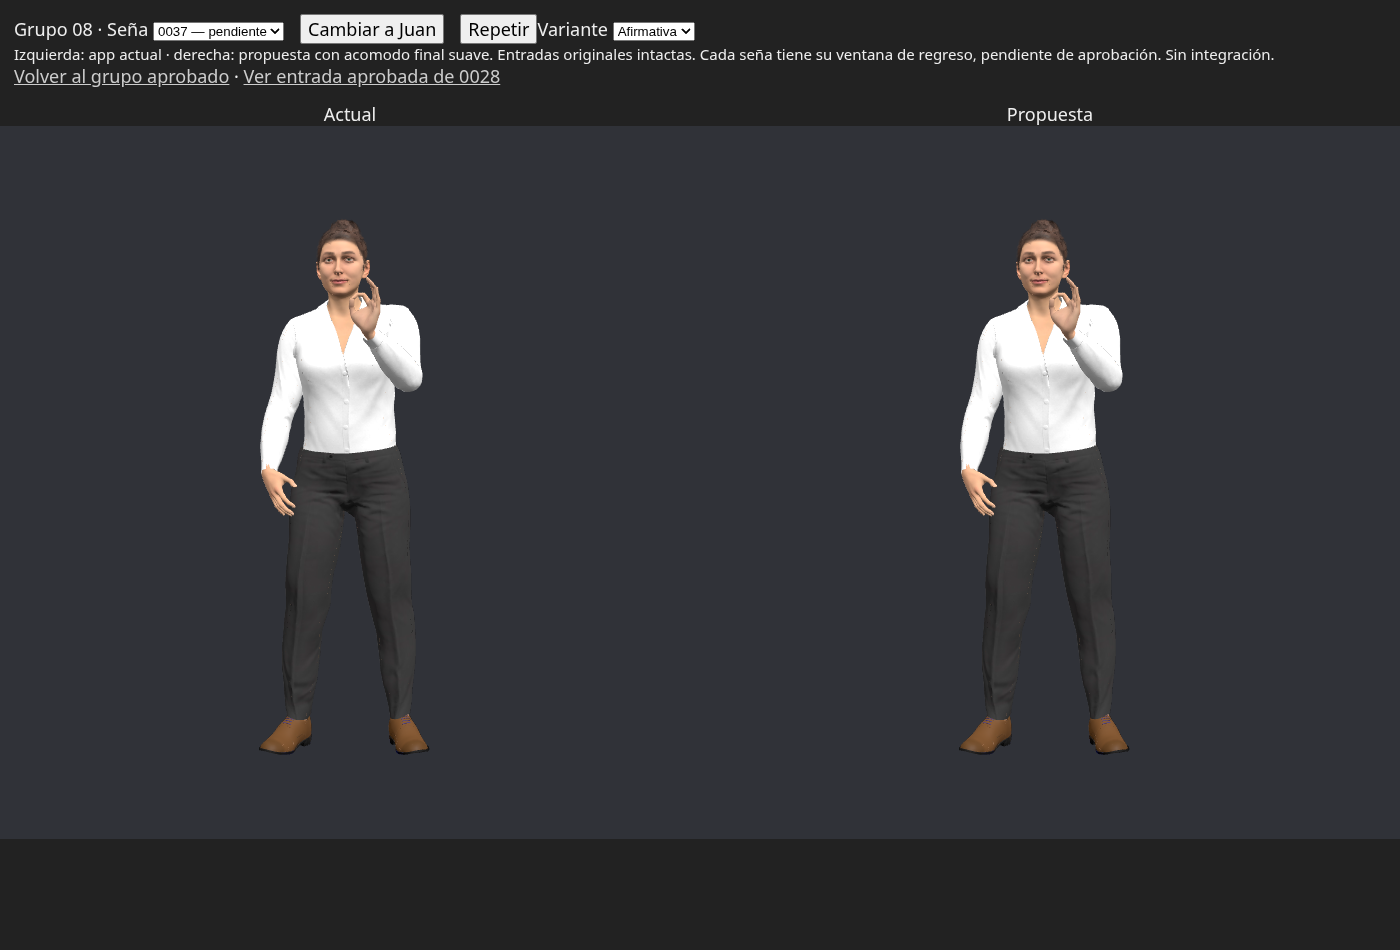 Grupo 08 · Seña 0037 — pendiente Cambiar a Juan Repetir Variante Afirmativa
Izquierda: app actual · derecha: propuesta con acomodo final suave. Entradas originales intactas. Cada seña tiene su ventana de regreso, pendiente de aprobación. Sin integración.
Volver al grupo aprobado · Ver entrada aprobada de 0028
Actual
Propuesta